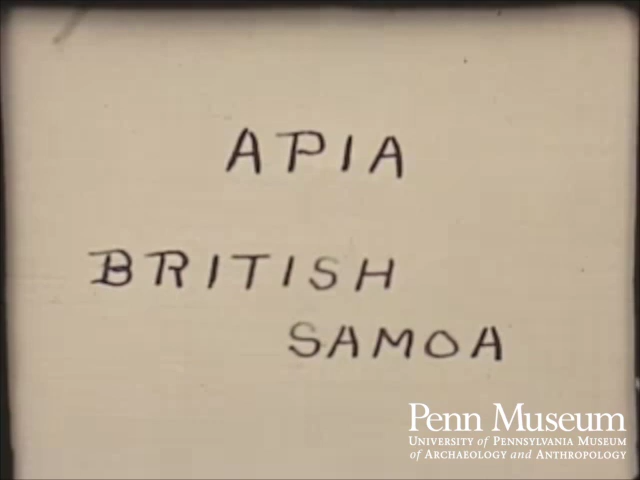 APIA
BRITISH
SAMOA
Penn Museum
UNIVERSITY of PENNSYLVANIA MUSEUM
of ARCHAEOLOGY and ANTHROPOLOGY